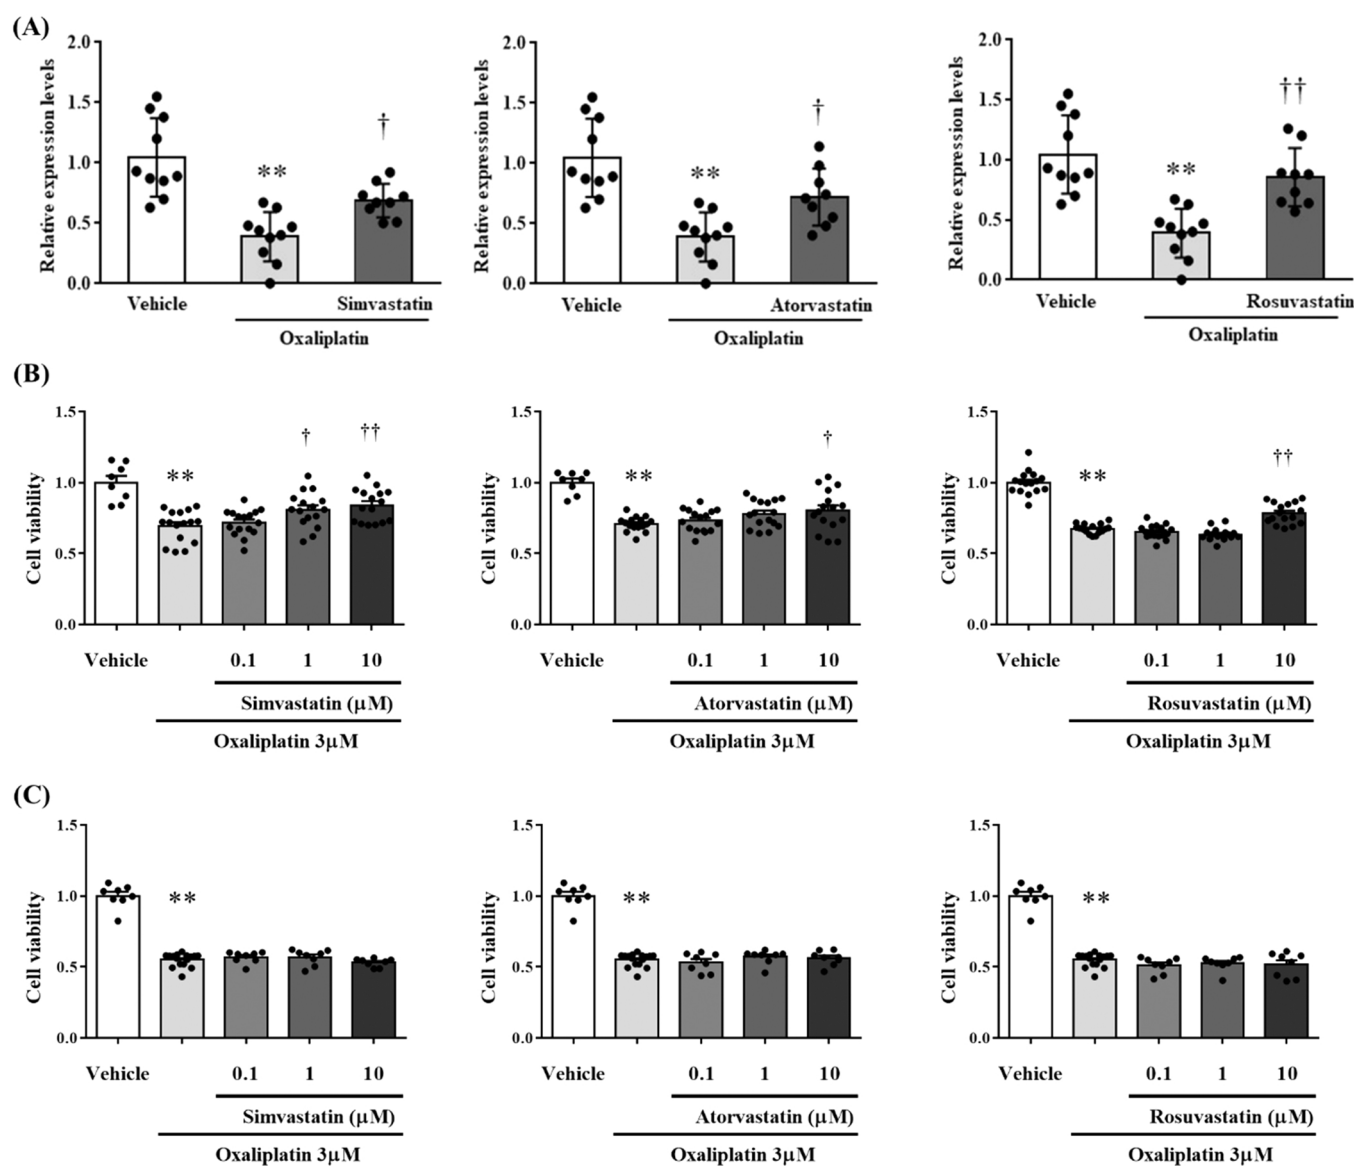 (A)
Relative expression levels
2.0
1.5
1.0
0.5
0.0
**
†
Vehicle
Simvastatin
Oxaliplatin
Relative expression levels
2.0
1.5
1.0
0.5
0.0
**
†
Vehicle
Atorvastatin
Oxaliplatin
Relative expression levels
2.0
1.5
1.0
0.5
0.0
**
††
Vehicle
Rosuvastatin
Oxaliplatin
(B)
Cell viability
1.5
1.0
0.5
0.0
**
†
††
Vehicle 0.1 1 10
Simvastatin (μM)
Oxaliplatin 3μM
Cell viability
1.5
1.0
0.5
0.0
**
†
Vehicle 0.1 1 10
Atorvastatin (μM)
Oxaliplatin 3μM
Cell viability
1.5
1.0
0.5
0.0
**
††
Vehicle 0.1 1 10
Rosuvastatin (μM)
Oxaliplatin 3μM
(C)
Cell viability
1.5
1.0
0.5
0.0
**
Vehicle 0.1 1 10
Simvastatin (μM)
Oxaliplatin 3μM
Cell viability
1.5
1.0
0.5
0.0
**
Vehicle 0.1 1 10
Atorvastatin (μM)
Oxaliplatin 3μM
Cell viability
1.5
1.0
0.5
0.0
**
Vehicle 0.1 1 10
Rosuvastatin (μM)
Oxaliplatin 3μM